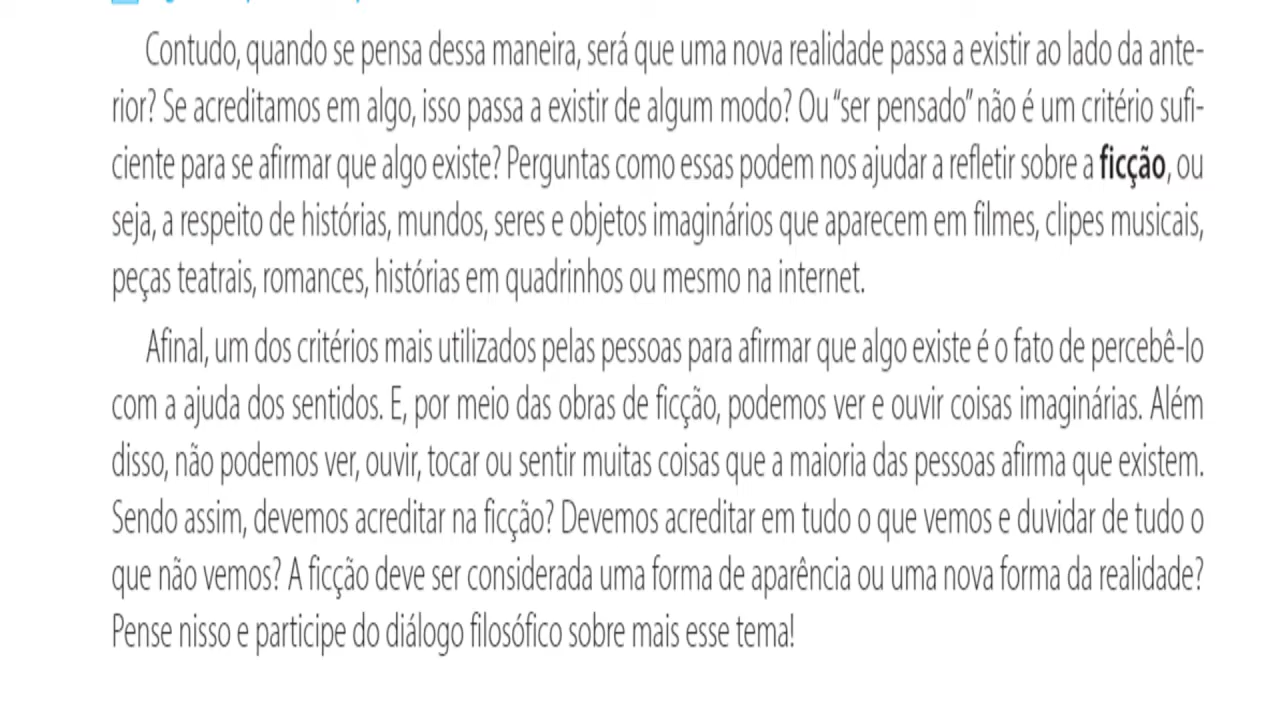 Contudo, quando se pensa dessa maneira, será que uma nova realidade passa a existir ao lado da ante-
rior? Se acreditamos em algo, isso passa a existir de algum modo? Ou “ser pensado” não é um critério sufi-
ciente para se afirmar que algo existe? Perguntas como essas podem nos ajudar a refletir sobre a ficção, ou
seja, a respeito de histórias, mundos, seres e objetos imaginários que aparecem em filmes, clipes musicais,
peças teatrais, romances, histórias em quadrinhos ou mesmo na internet.
Afinal, um dos critérios mais utilizados pelas pessoas para afirmar que algo existe é o fato de percebê-lo
com a ajuda dos sentidos. E, por meio das obras de ficção, podemos ver e ouvir coisas imaginárias. Além
disso, não podemos ver, ouvir, tocar ou sentir muitas coisas que a maioria das pessoas afirma que existem.
Sendo assim, devemos acreditar na ficção? Devemos acreditar em tudo o que vemos e duvidar de tudo o
que não vemos? A ficção deve ser considerada uma forma de aparência ou uma nova forma da realidade?
Pense nisso e participe do diálogo filosófico sobre mais esse tema!